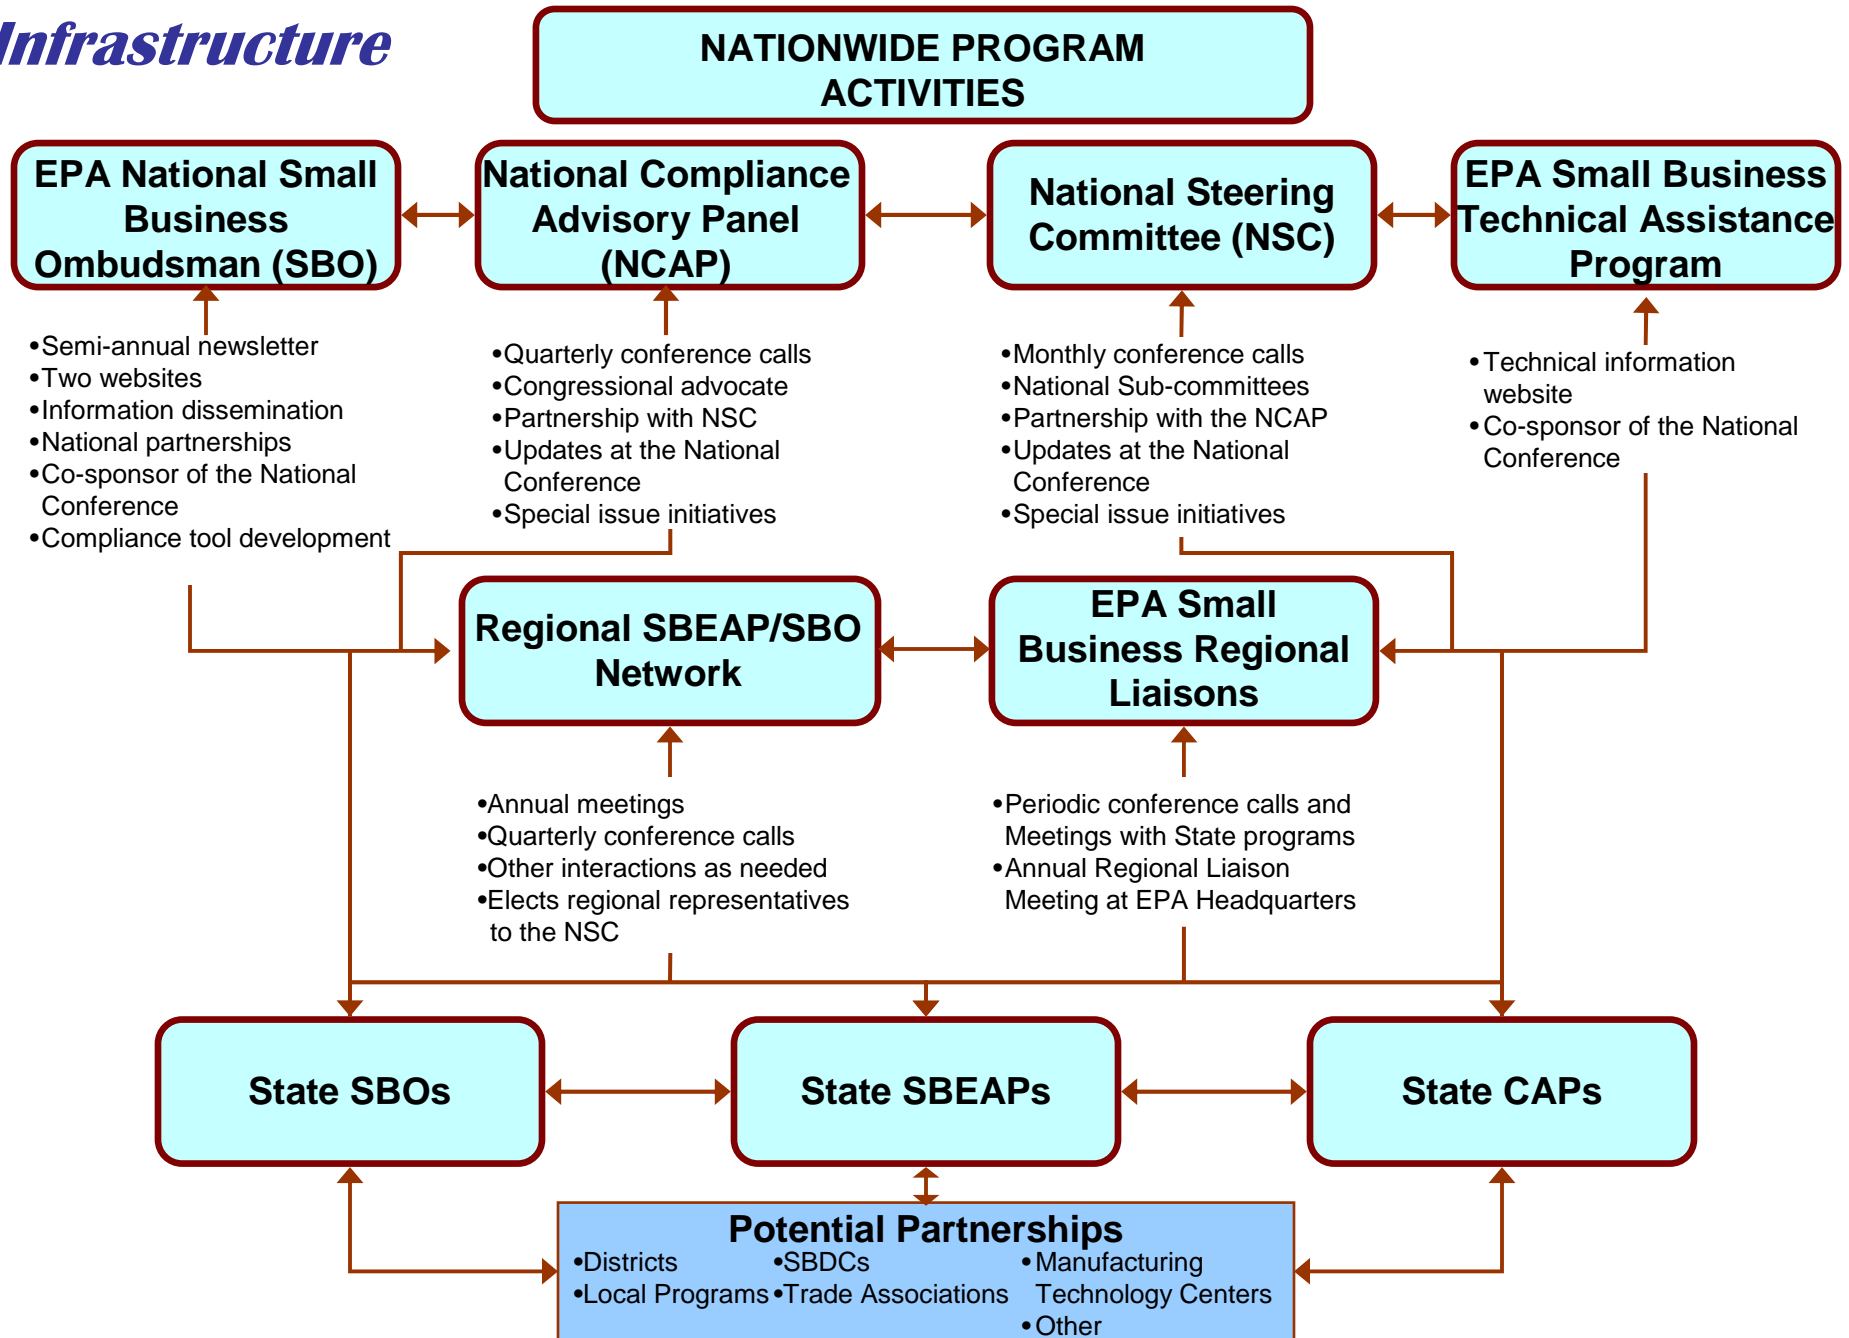 Infrastructure
NATIONWIDE PROGRAM
ACTIVITIES
EPA National Small
Business
Ombudsman (SBO)
National Compliance
Advisory Panel
(NCAP)
National Steering
Committee (NSC)
EPA Small Business
Technical Assistance
Program
•Semi-annual newsletter
•Two websites
•Information dissemination
•National partnerships
•Co-sponsor of the National
Conference
•Compliance tool development
•Quarterly conference calls
•Congressional advocate
•Partnership with NSC
•Updates at the National
Conference
•Special issue initiatives
•Monthly conference calls
•National Sub-committees
•Partnership with the NCAP
•Updates at the National
Conference
•Special issue initiatives
•Technical information
website
•Co-sponsor of the National
Conference
Regional SBEAP/SBO
Network
EPA Small
Business Regional
Liaisons
•Annual meetings
•Quarterly conference calls
•Other interactions as needed
•Elects regional representatives
to the NSC
•Periodic conference calls and
Meetings with State programs
•Annual Regional Liaison
Meeting at EPA Headquarters
State SBOs
State SBEAPs
State CAPs
Potential Partnerships
•Districts
•Local Programs
•SBDCs
•Trade Associations
•Manufacturing
Technology Centers
•Other